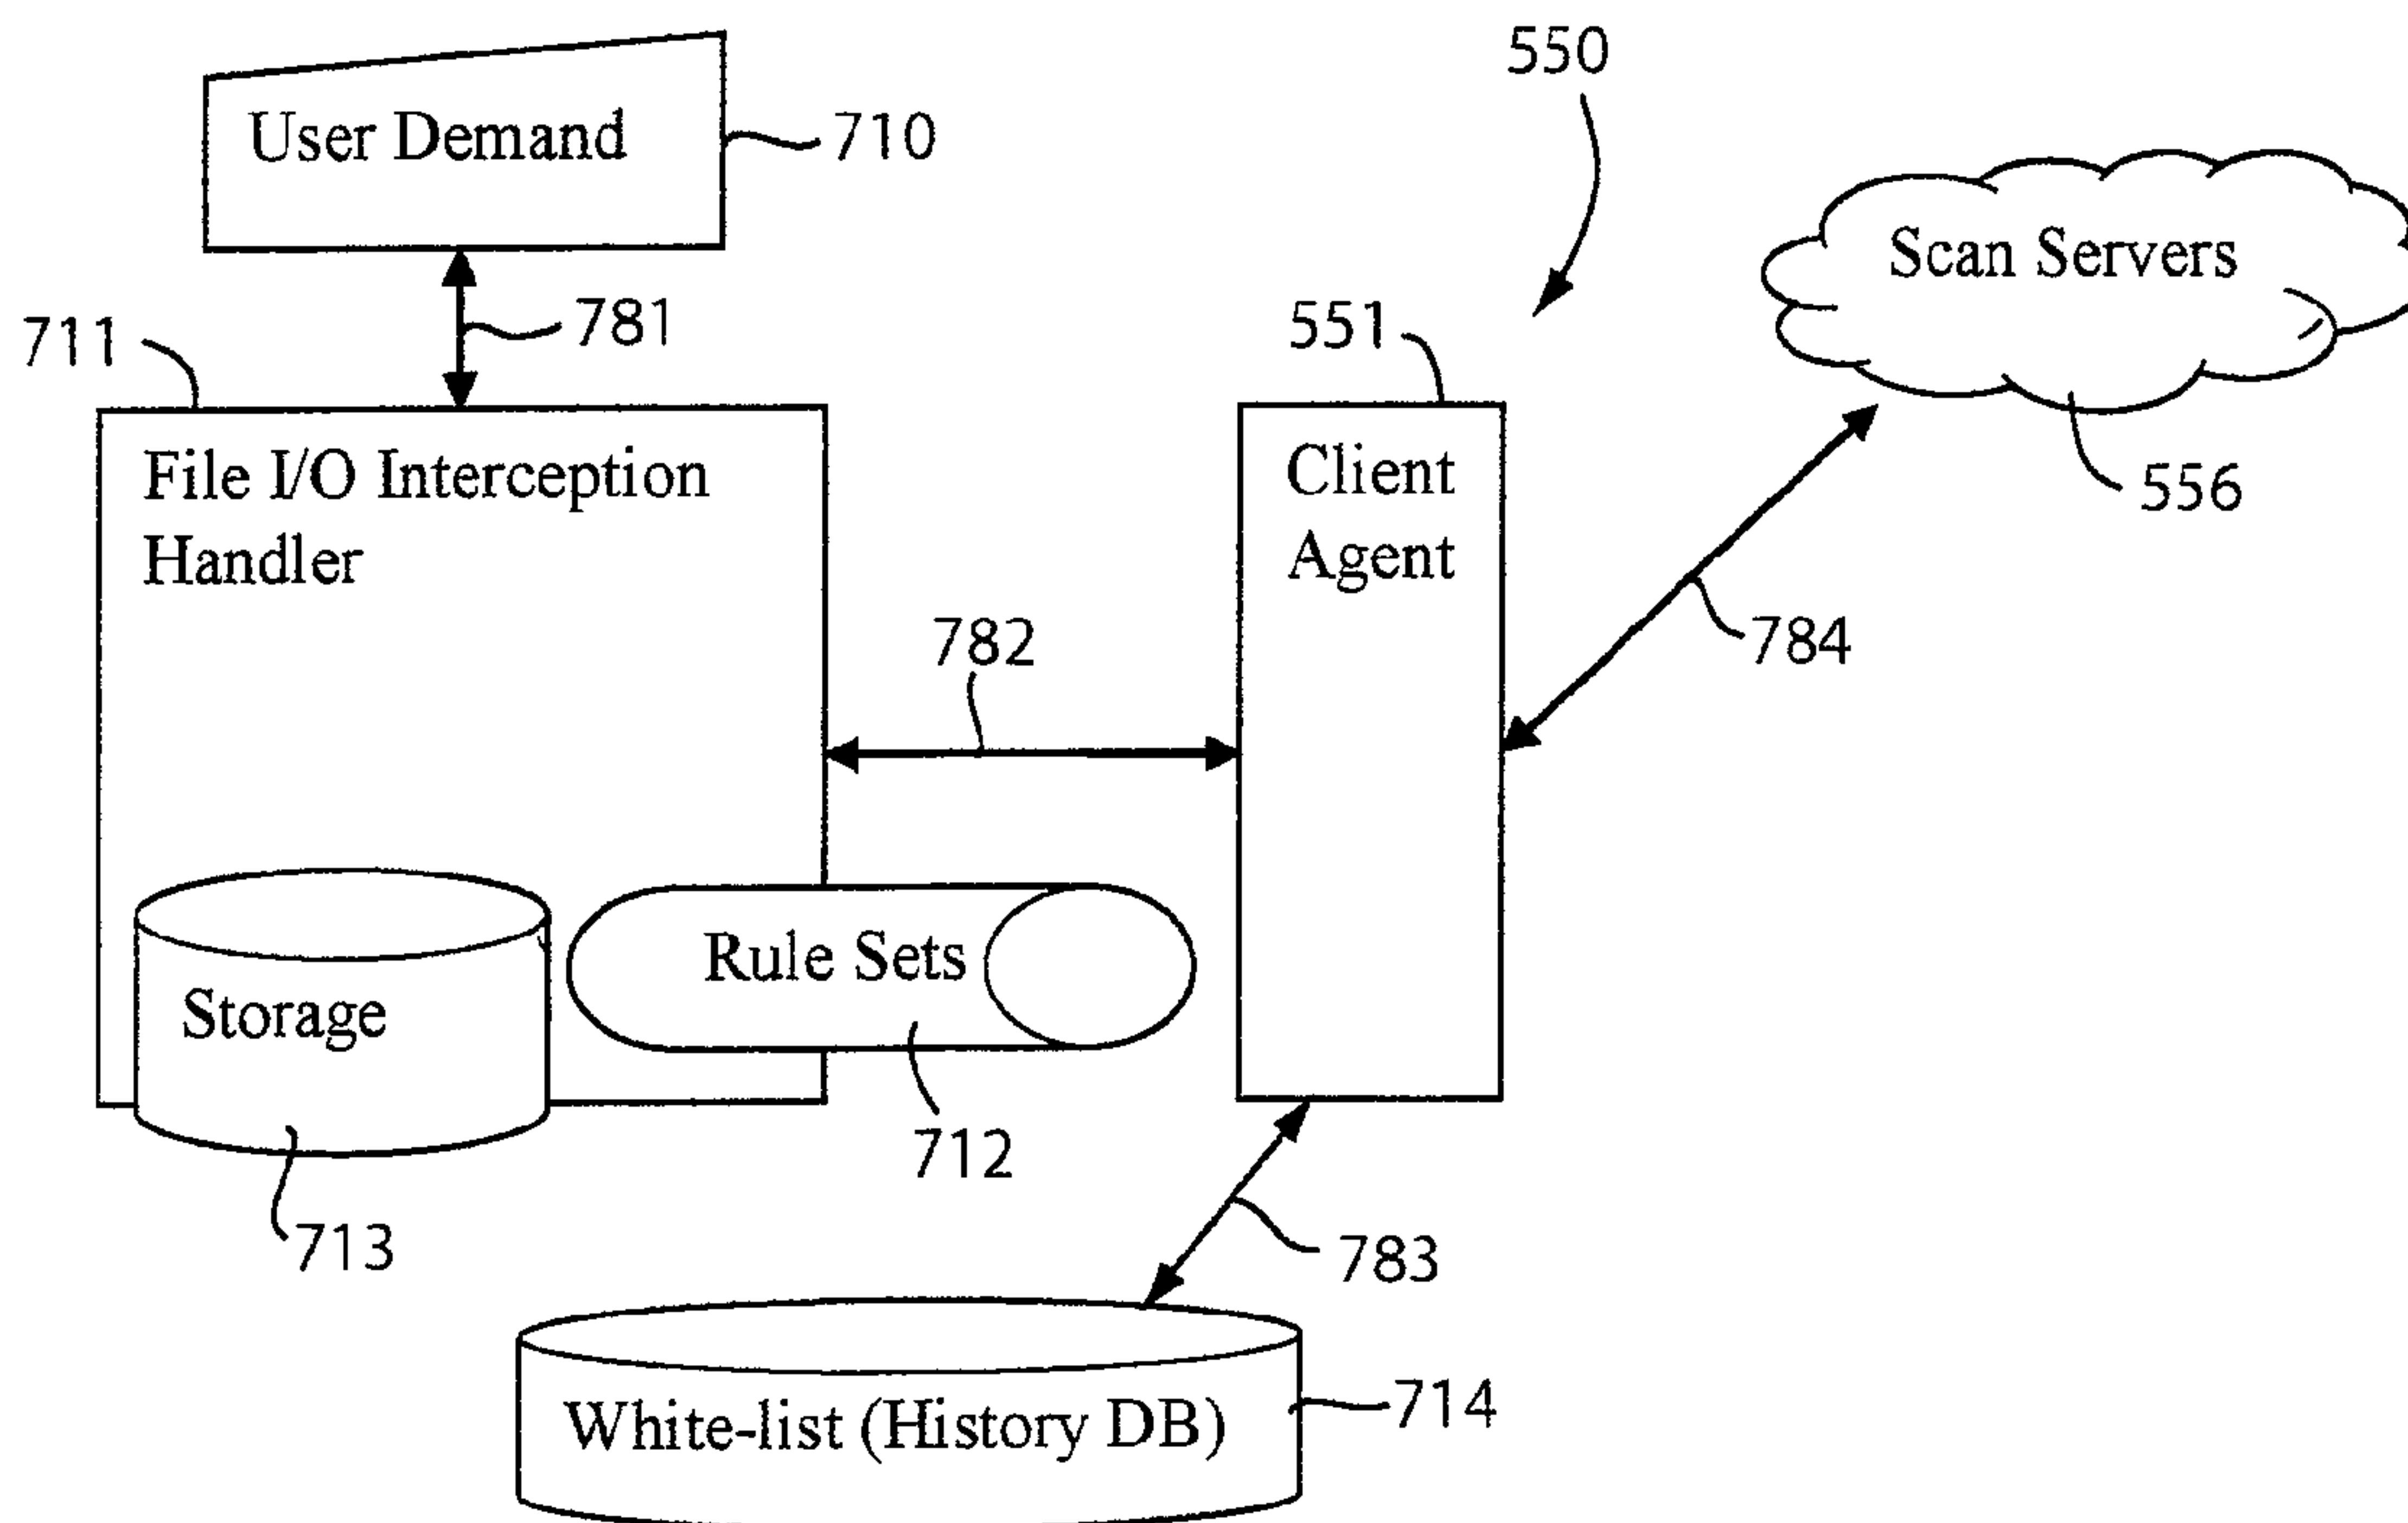 550
User Demand
710
Scan Servers
781
551
711
File I/O Interception
Handler
Client
Agent
556
782
784
Rule Sets
Storage
712
713
783
White-list (History DB)
714